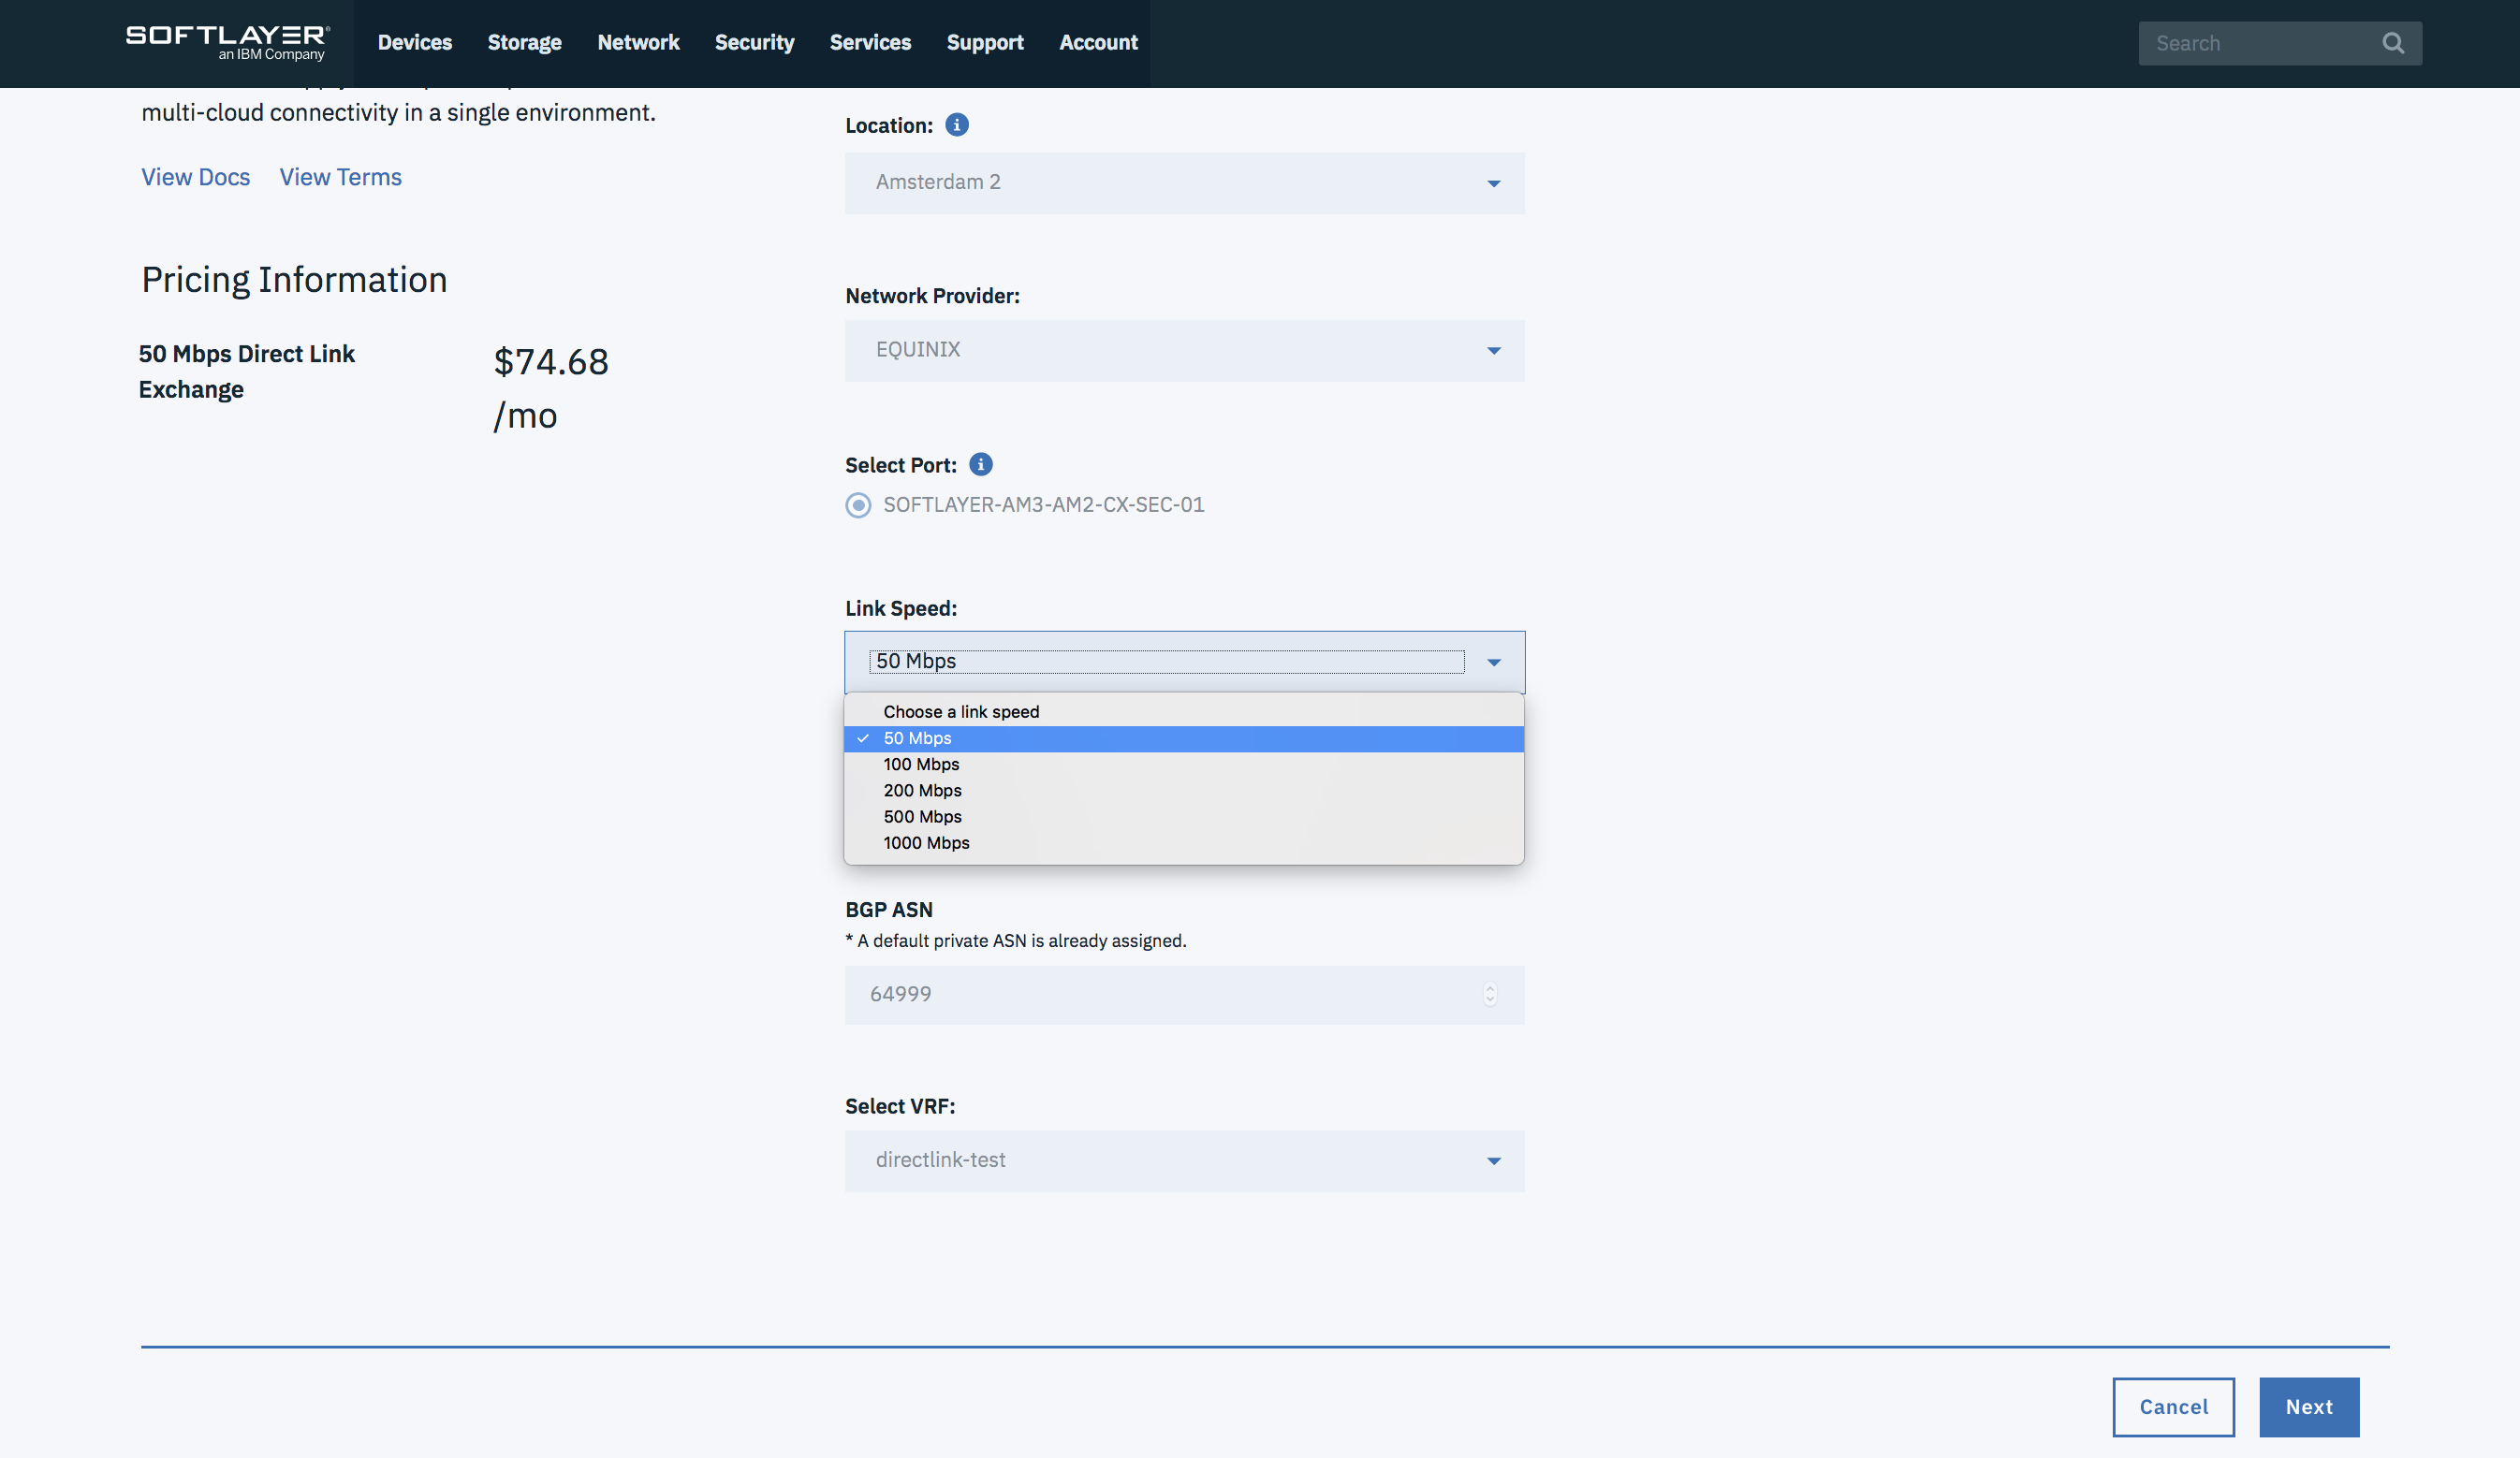 SOFTLAYER®
an IBM Company
Devices
Storage
Network
Security
Services
Support
Account
Search
multi-cloud connectivity in a single environment.
View Docs
View Terms
Pricing Information
50 Mbps Direct Link
Exchange
$74.68
/mo
Location:
Amsterdam 2
Network Provider:
EQUINIX
Select Port:
SOFTLAYER-AM3-AM2-CX-SEC-01
Link Speed:
50 Mbps
Choose a link speed
✓ 50 Mbps
100 Mbps
200 Mbps
500 Mbps
1000 Mbps
BGP ASN
* A default private ASN is already assigned.
64999
Select VRF:
directlink-test
Cancel
Next